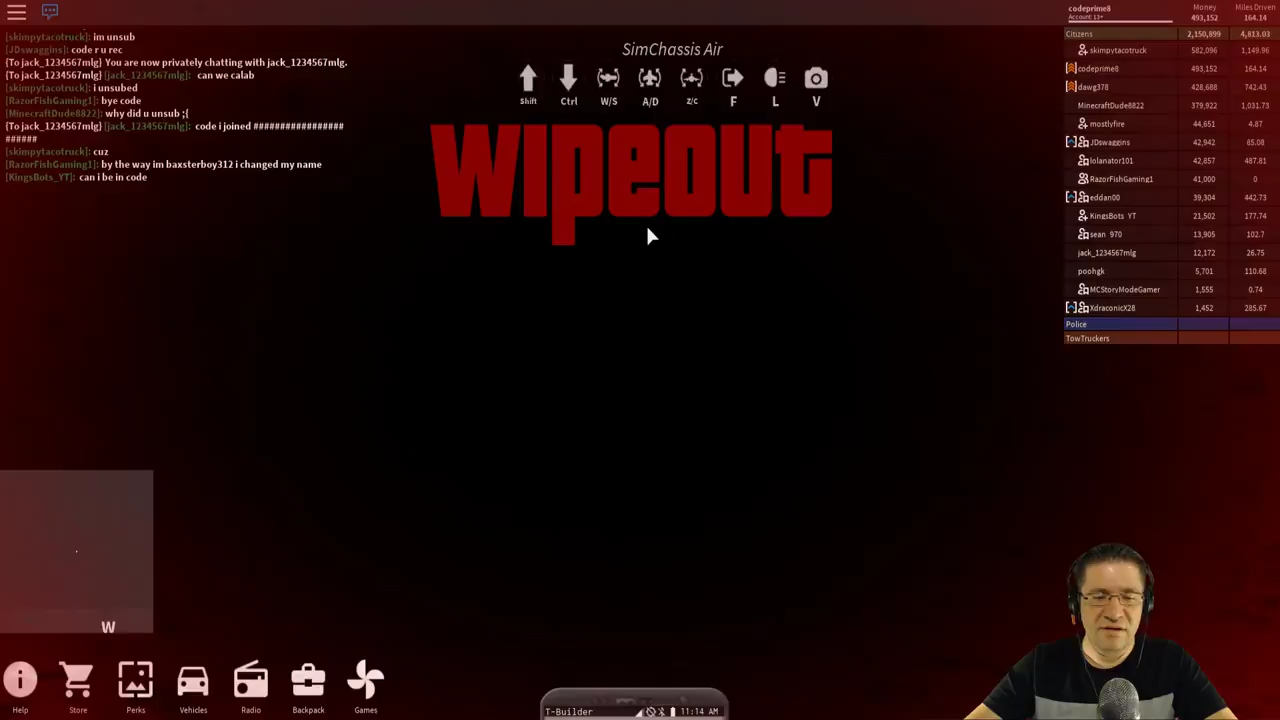 [skimpytacotruck]: im unsub
[JDswaggins]: code r u rec
{To jack_1234567mlg} You are now privately chatting with jack_1234567mlg.
{To jack_1234567mlg} [jack_1234567mlg]: can we calab
[skimpytacotruck]: i unsubed
[RazorFishGaming1]: bye code
[MinecraftDude8822]: why did u unsub ;(
{To jack_1234567mlg} [jack_1234567mlg]: code i joined #################
######
[skimpytacotruck]: cuz
[RazorFishGaming1]: by the way im baxsterboy312 i changed my name
[KingsBots_YT]: can i be in code
SimChassis Air
Shift Ctrl W/S A/D Z/C F L V
wipeout
codeprime8 Money Miles Driven
Account: 13+ 493,152 164.14
Citizens 2,150,899 4,813.03
skimpytacotruck 582,096 1,149.96
codeprime8 493,152 164.14
dawg378 428,688 742.43
MinecraftDude8822 379,922 1,031.73
mostlyfire 44,651 4.87
JDswaggins 42,942 85.08
lolanator101 42,857 487.81
RazorFishGaming1 41,000 0
eddan00 39,304 442.73
KingsBots_YT 21,502 177.74
sean_970 13,905 102.7
jack_1234567mlg 12,172 26.75
poohgk 5,701 110.68
MCStoryModeGamer 1,555 0.74
XdraconicX28 1,452 285.67
Police
TowTruckers
W
Help Store Perks Vehicles Radio Backpack Games
T-Builder 11:14 AM